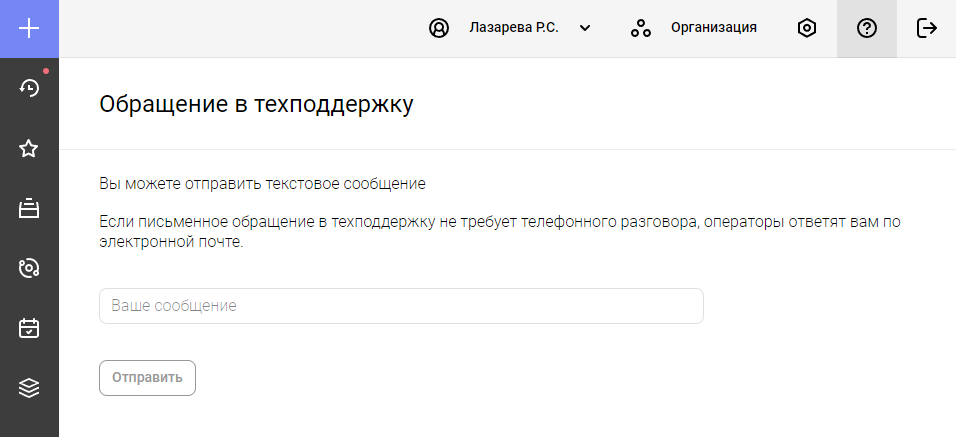 Лазарева Р.С.
Организация
Обращение в техподдержку
Вы можете отправить текстовое сообщение
Если письменное обращение в техподдержку не требует телефонного разговора, операторы ответят вам по
электронной почте.
Ваше сообщение
Отправить